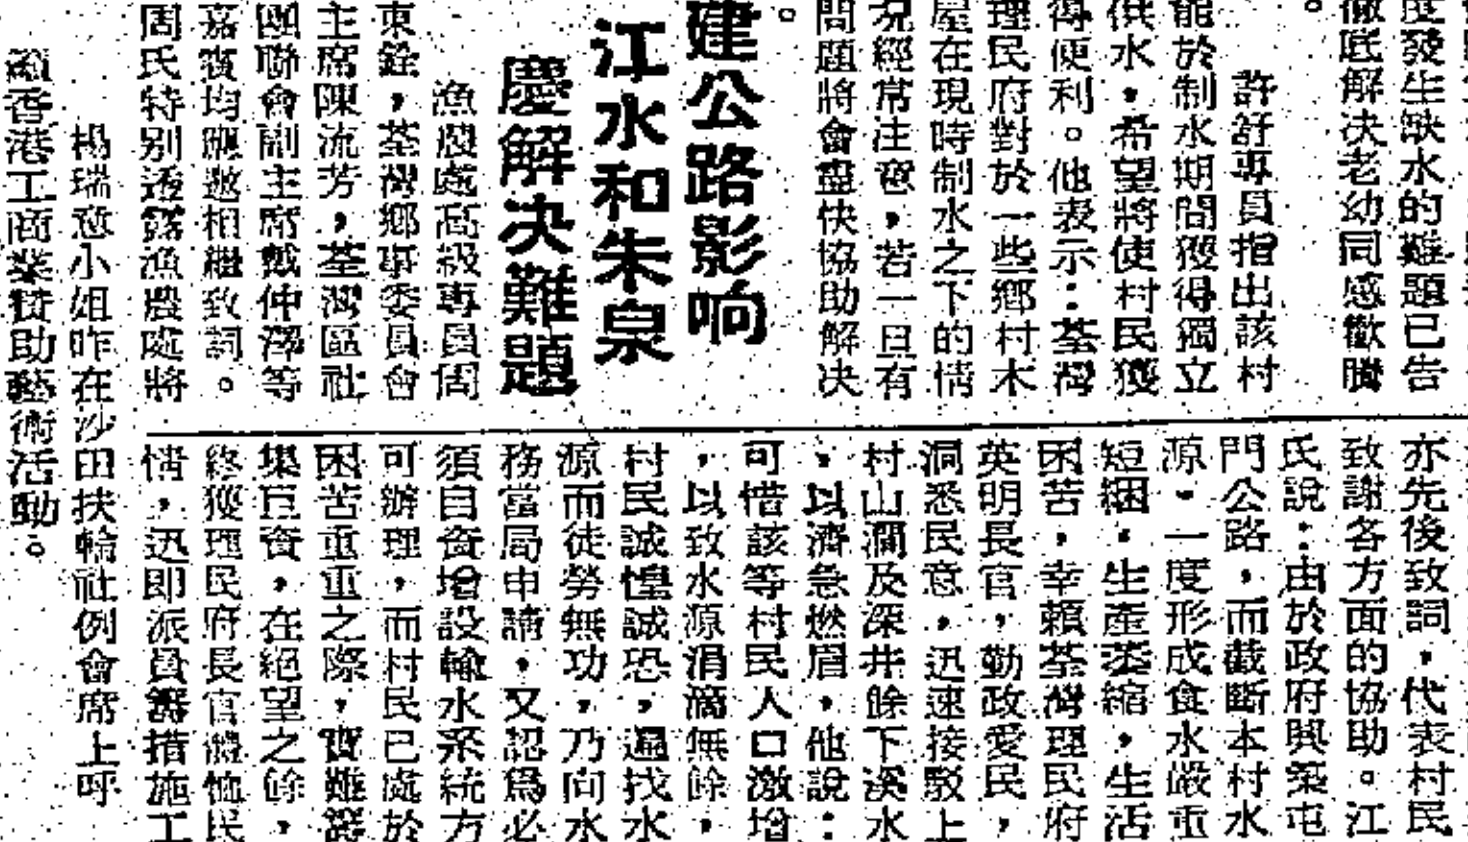 度發生缺水的難題已告
徹底解决老幼同感歡騰
。
許舒專員指出該村
能於制水期間獲得獨立
供水，希望將使村民獲
得便利。他表示：荃灣
理民府對於一些鄉村木
屋在現時制水之下的情
况經常注意，若一旦有
問題將會盡快協助解决
。
建公路影响
江水和朱泉
慶解决難題
漁農處高級專員周
東銓，荃灣鄉事委員會
主席陳流芳，荃灣區社
團聯會副主席戴仲澤等
嘉賓均應邀相繼致詞。
周氏特別透露漁農處將
亦先後致詞，代表村民
致謝各方面的協助。江
氏說：由於政府興築屯
門公路，而截斷本村水
源，一度形成食水嚴重
短絀，生產萎縮，生活
困苦，幸賴荃灣理民府
英明長官，勤政愛民，
洞悉民意，迅速接駁上
村山澗及深井餘下溪水
，以濟急燃眉，他說：
可惜該等村民人口激增
，以致水源涓滴無餘，
村民誠惶誠恐，遍找水
源而徒勞無功，乃向水
務當局申請，又認爲必
須自資增設輸水系統方
可辦理，而村民已處於
困苦重重之際，實難籌
集巨資，在絕望之餘，
終獲理民府長官體恤民
情，迅即派員籌措施工
楊瑞意小姐昨在沙田扶輪社例會席上呼
籲香港工商業贊助藝術活動。